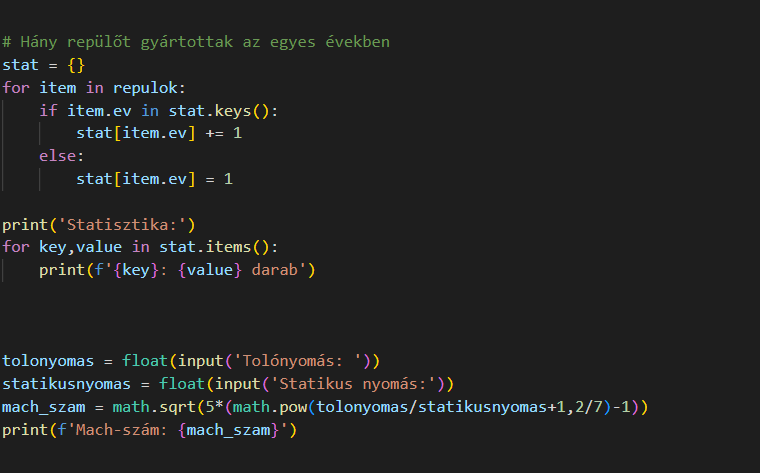 # Hány repülőt gyártottak az egyes években
stat = {}
for item in repulok:
    if item.ev in stat.keys():
        stat[item.ev] += 1
    else:
        stat[item.ev] = 1
print('Statisztika:')
for key,value in stat.items():
    print(f'{key}: {value} darab')
tolonyomas = float(input('Tolónyomás: '))
statikusnyomas = float(input('Statikus nyomás:'))
mach_szam = math.sqrt(5*(math.pow(tolonyomas/statikusnyomas+1,2/7)-1))
print(f'Mach-szám: {mach_szam}')